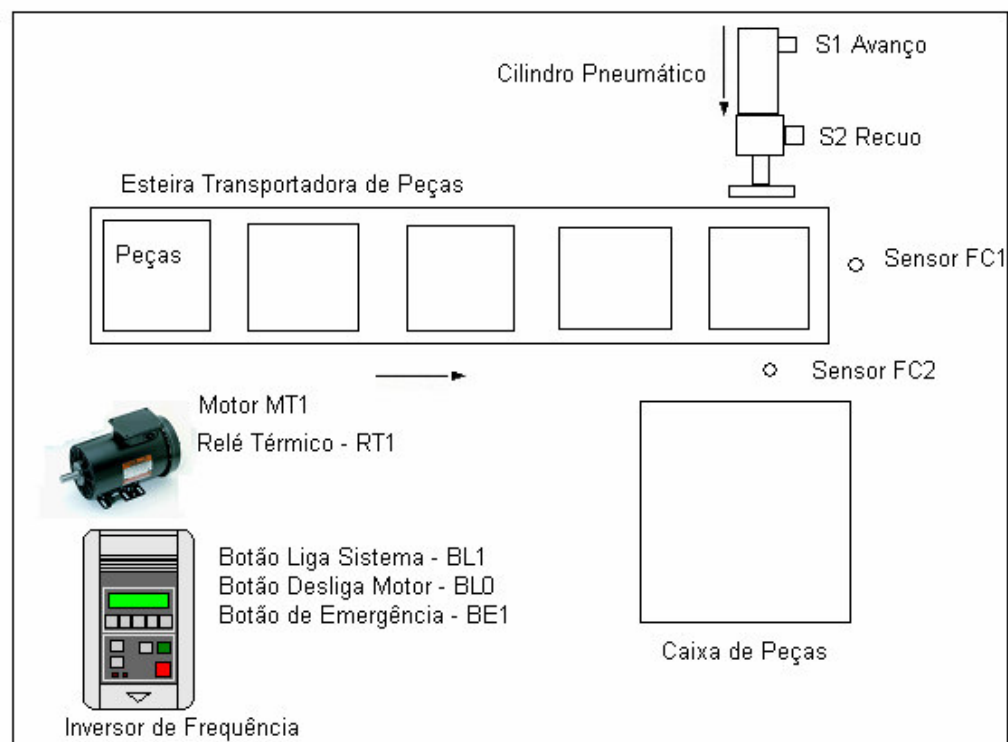 S1 Avanço
Cilindro Pneumático
S2 Recuo
Esteira Transportadora de Peças
Peças
Sensor FC1
Sensor FC2
Motor MT1
Relé Térmico - RT1
Botão Liga Sistema - BL1
Botão Desliga Motor - BL0
Botão de Emergência - BE1
Caixa de Peças
Inversor de Frequência